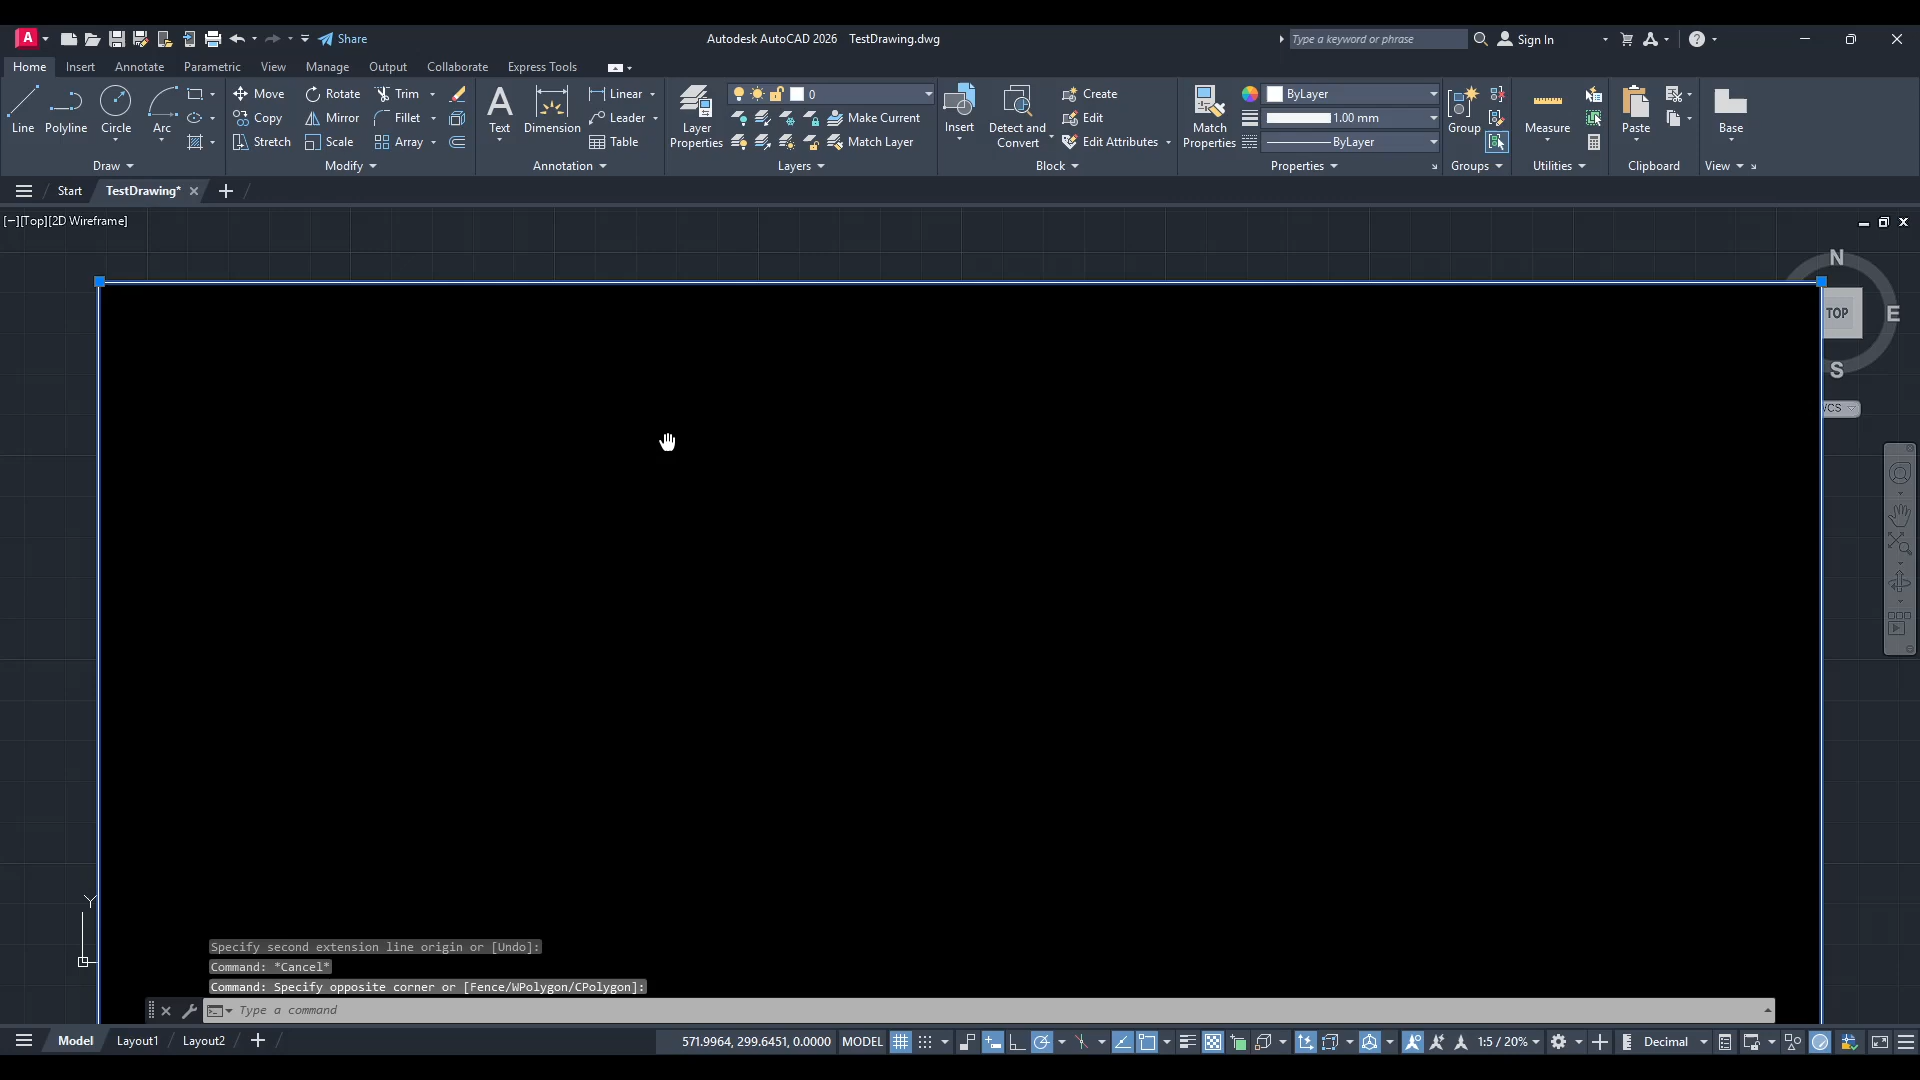 A
Share
Autodesk AutoCAD 2026 TestDrawing.dwg
Type a keyword or phrase
Sign In
Home Insert Annotate Parametric View Manage Output Collaborate Express Tools
Line Polyline Circle Arc
Move Rotate Trim
Copy Mirror Fillet
Stretch Scale Array
Text Dimension
Linear
Leader
Table
Layer Properties
0
Make Current
Match Layer
Insert Detect and Convert
Create
Edit
Edit Attributes
Match Properties
ByLayer
1.00 mm
ByLayer
Group Measure Paste Base
Draw Modify Annotation Layers Block Properties Groups Utilities Clipboard View
Start TestDrawing*
[−][Top][2D Wireframe]
N
TOP E
S
Y
Specify second extension line origin or [Undo]:
Command: *Cancel*
Command: Specify opposite corner or [Fence/WPolygon/CPolygon]:
Type a command
Model Layout1 Layout2
571.9964, 299.6451, 0.0000 MODEL 1:5 / 20% Decimal